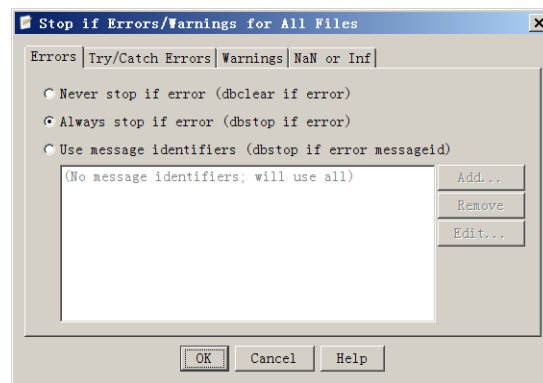 Stop if Errors/Warnings for All Files
Errors Try/Catch Errors Warnings NaN or Inf
Never stop if error (dbclear if error)
Always stop if error (dbstop if error)
Use message identifiers (dbstop if error messageid)
(No message identifiers; will use all)
Add...
Remove
Edit...
OK Cancel Help